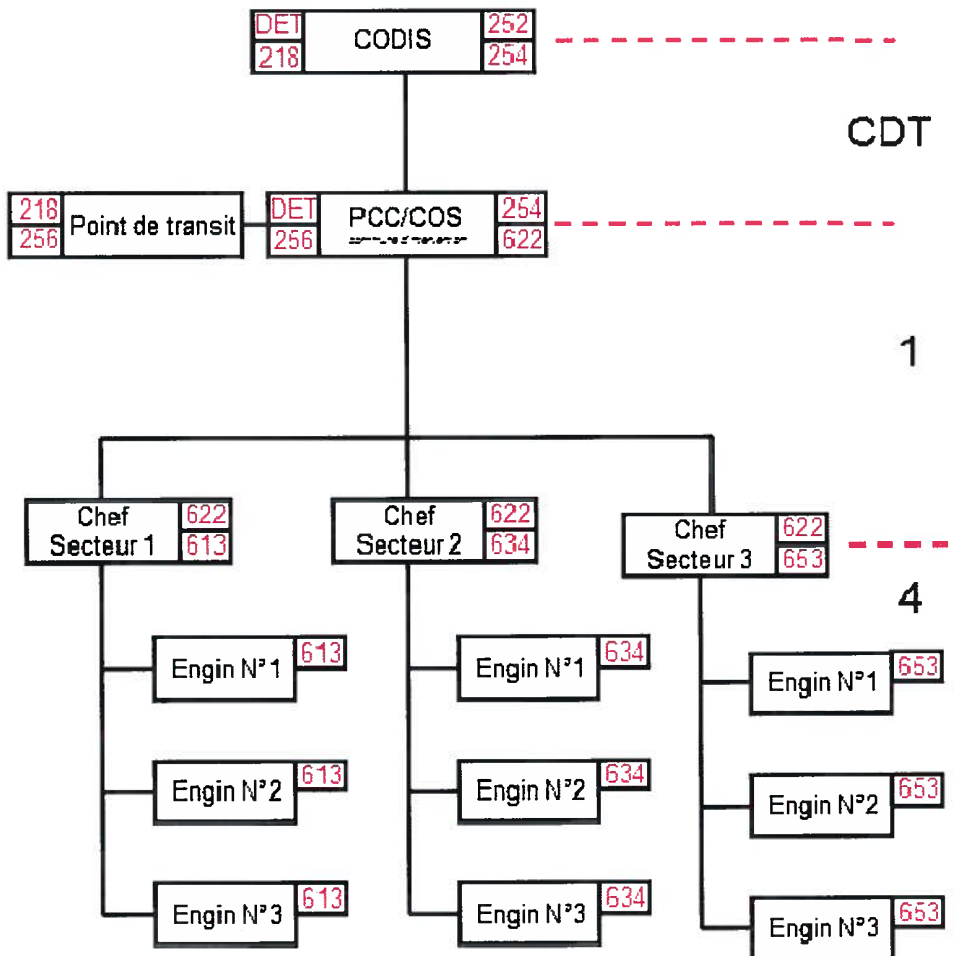 DET CODIS 252
218 254
CDT
218 Point de transit DET PCC/COS 254
256 256 622
1
Chef 622
Secteur 1 613
Chef 622
Secteur 2 634
Chef 622
Secteur 3 653
4
Engin N°1 613
Engin N°1 634
Engin N°1 653
Engin N°2 613
Engin N°2 634
Engin N°2 653
Engin N°3 613
Engin N°3 634
Engin N°3 653